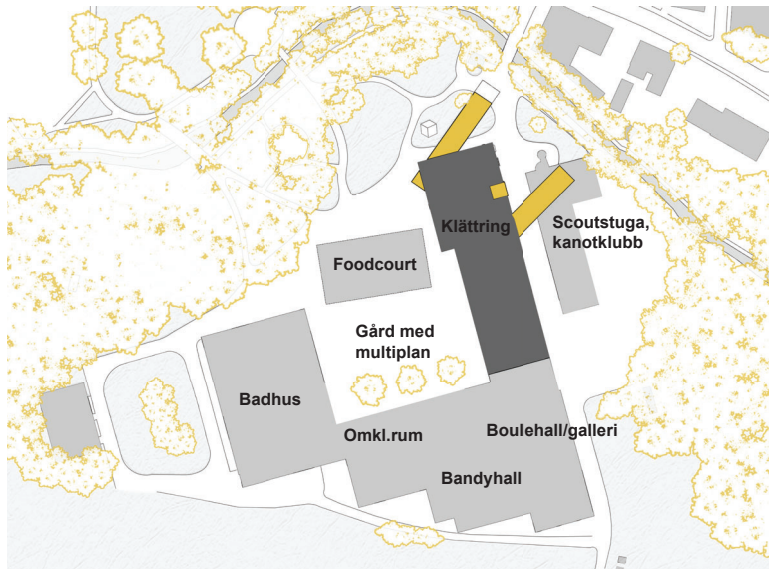 Klättring
Scoutstuga,
kanotklubb
Foodcourt
Gård med
multiplan
Badhus
Omkl.rum
Boulehall/galleri
Bandyhall